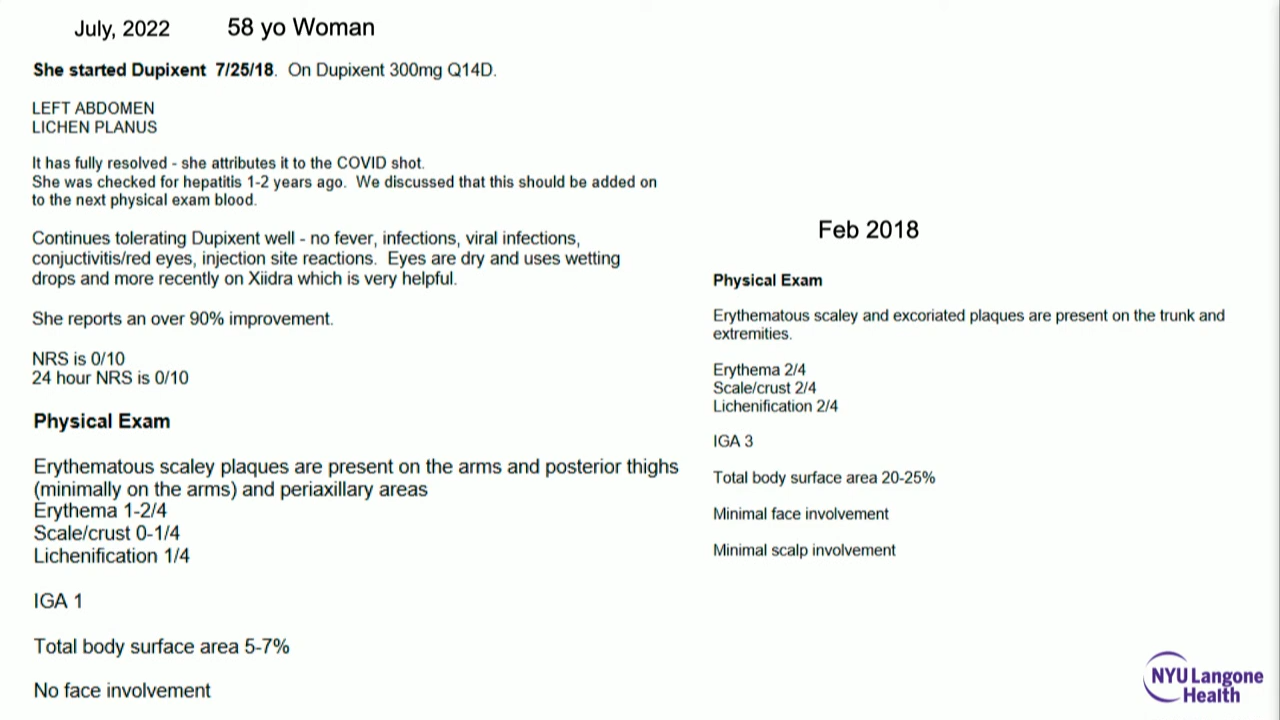 July, 2022 58 yo Woman
She started Dupixent 7/25/18. On Dupixent 300mg Q14D.
LEFT ABDOMEN
LICHEN PLANUS
It has fully resolved - she attributes it to the COVID shot.
She was checked for hepatitis 1-2 years ago. We discussed that this should be added on
to the next physical exam blood.
Continues tolerating Dupixent well - no fever, infections, viral infections,
conjuctivitis/red eyes, injection site reactions. Eyes are dry and uses wetting
drops and more recently on Xiidra which is very helpful.
She reports an over 90% improvement.
NRS is 0/10
24 hour NRS is 0/10
Physical Exam
Erythematous scaley plaques are present on the arms and posterior thighs
(minimally on the arms) and periaxillary areas
Erythema 1-2/4
Scale/crust 0-1/4
Lichenification 1/4
IGA 1
Total body surface area 5-7%
No face involvement
Feb 2018
Physical Exam
Erythematous scaley and excoriated plaques are present on the trunk and
extremities.
Erythema 2/4
Scale/crust 2/4
Lichenification 2/4
IGA 3
Total body surface area 20-25%
Minimal face involvement
Minimal scalp involvement
NYU Langone
Health